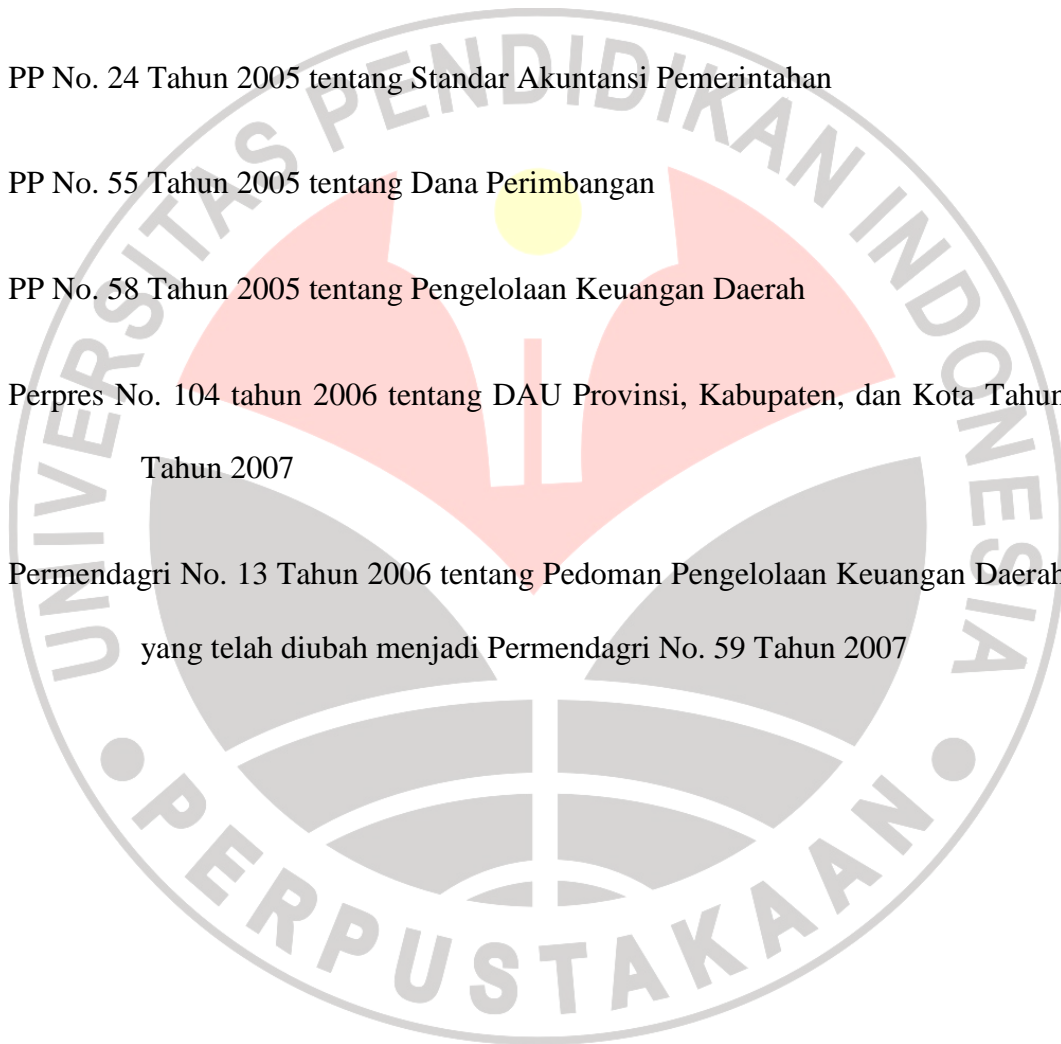 PP No. 24 Tahun 2005 tentang Standar Akuntansi Pemerintahan
PP No. 55 Tahun 2005 tentang Dana Perimbangan
PP No. 58 Tahun 2005 tentang Pengelolaan Keuangan Daerah
Perpres No. 104 tahun 2006 tentang DAU Provinsi, Kabupaten, dan Kota Tahun
Tahun 2007
Permendagri No. 13 Tahun 2006 tentang Pedoman Pengelolaan Keuangan Daerah
yang telah diubah menjadi Permendagri No. 59 Tahun 2007
UNIVERSITAS PENDIDIKAN INDONESIA
PERPUSTAKAAN